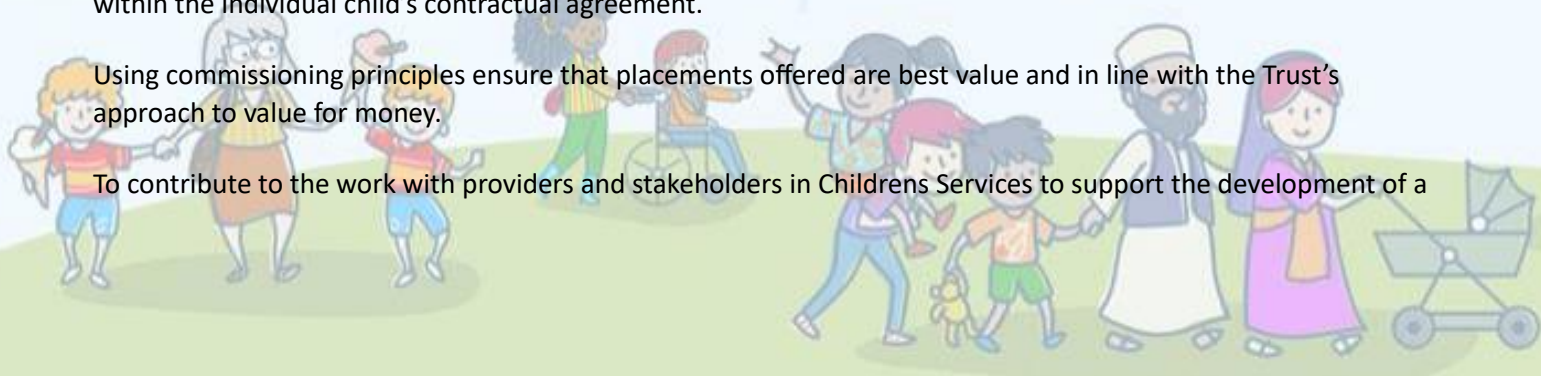 within the individual child's contractual agreement.
Using commissioning principles ensure that placements offered are best value and in line with the Trust's
approach to value for money.
To contribute to the work with providers and stakeholders in Childrens Services to support the development of a